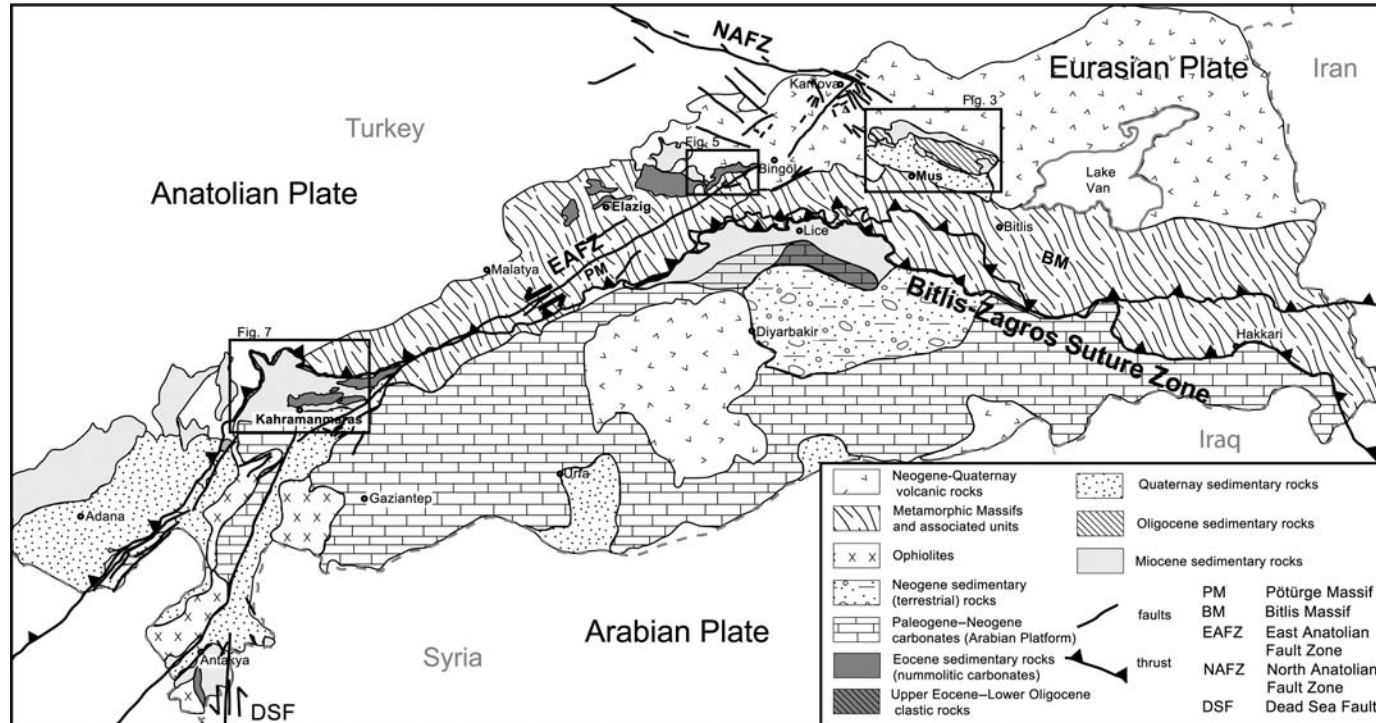 NAFZ
Eurasian Plate
Iran
Karlıova
Fig. 3
Turkey
Fig. 5
Bingöl
Lake
Van
Anatolian Plate
Mus
Elazig
Lice
Bitlis
EAFZ
PM
BM
Malatya
Bitlis-Zagros Suture Zone
Diyarbakir
Hakkari
Fig. 7
Kahramanmaras
Iraq
Urfa
Gaziantep
Adana
Arabian Plate
Syria
Antakya
DSF
Neogene-Quaternay
volcanic rocks
Metamorphic Massifs
and associated units
Ophiolites
Neogene sedimentary
(terrestrial) rocks
Paleogene–Neogene
carbonates (Arabian Platform)
Eocene sedimentary rocks
(nummolitic carbonates)
Upper Eocene–Lower Oligocene
clastic rocks
Quaternay sedimentary rocks
Oligocene sedimentary rocks
Miocene sedimentary rocks
faults
thrust
PM Pötürge Massif
BM Bitlis Massif
EAFZ East Anatolian
Fault Zone
NAFZ North Anatolian
Fault Zone
DSF Dead Sea Fault